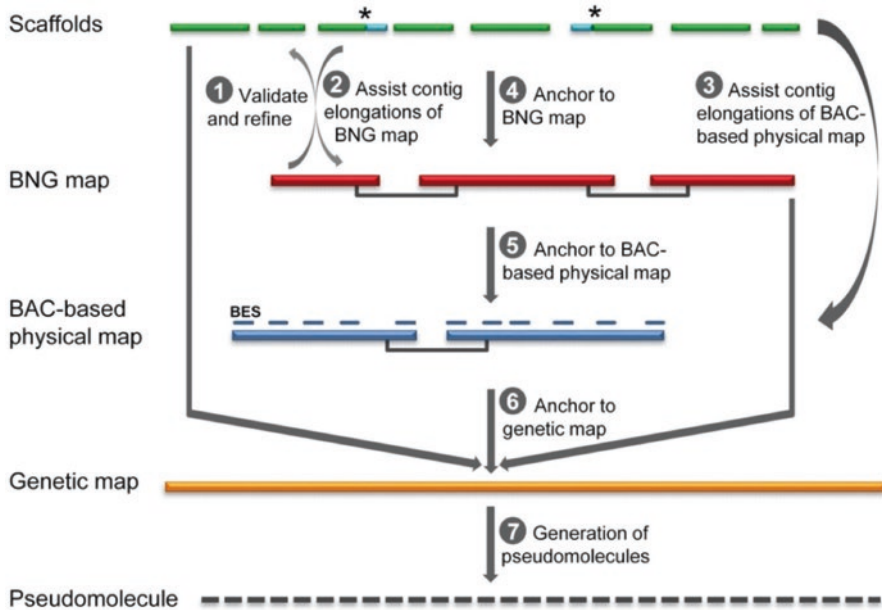 Scaffolds
*
*
1 Validate
and refine
2 Assist contig
elongations of
BNG map
4 Anchor to
BNG map
3 Assist contig
elongations of BAC-
based physical map
BNG map
5 Anchor to BAC-
based physical map
BAC-based
physical map
BES
6 Anchor to
genetic map
Genetic map
7 Generation of
pseudomolecules
Pseudomolecule